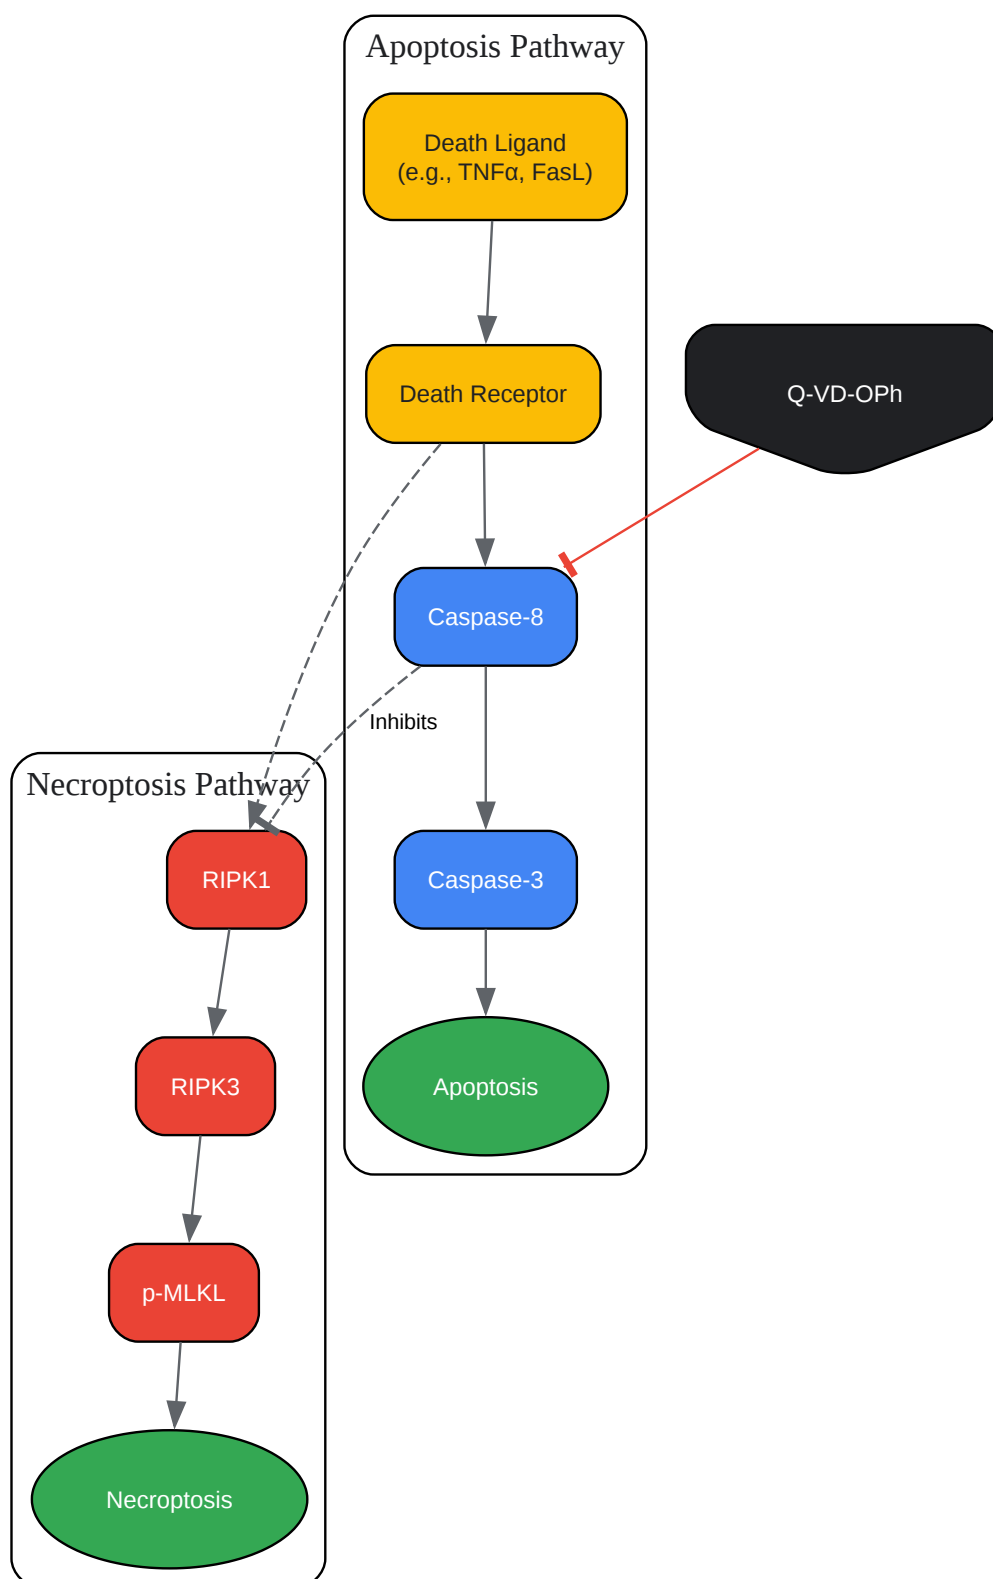 Apoptosis Pathway
Death Ligand
(e.g., TNFα, FasL)
Death Receptor
Q-VD-OPh
Caspase-8
Inhibits
Necroptosis Pathway
RIPK1
Caspase-3
RIPK3
Apoptosis
p-MLKL
Necroptosis